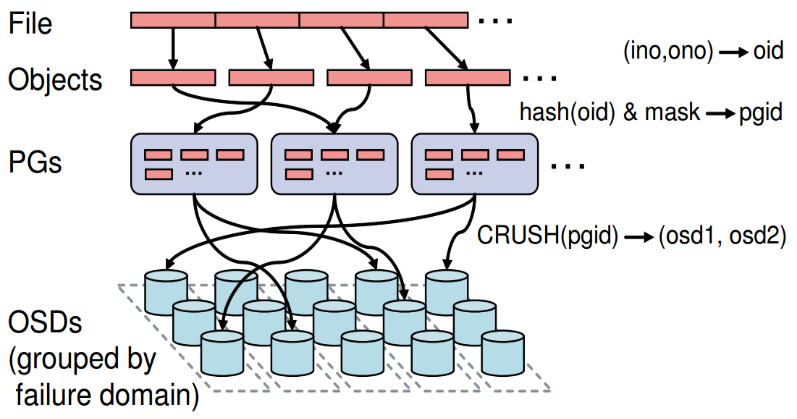 File
...
(ino,ono) → oid
Objects
...
hash(oid) & mask → pgid
PGs
...
...
...
...
CRUSH(pgid) → (osd1, osd2)
OSDs
(grouped by
failure domain)